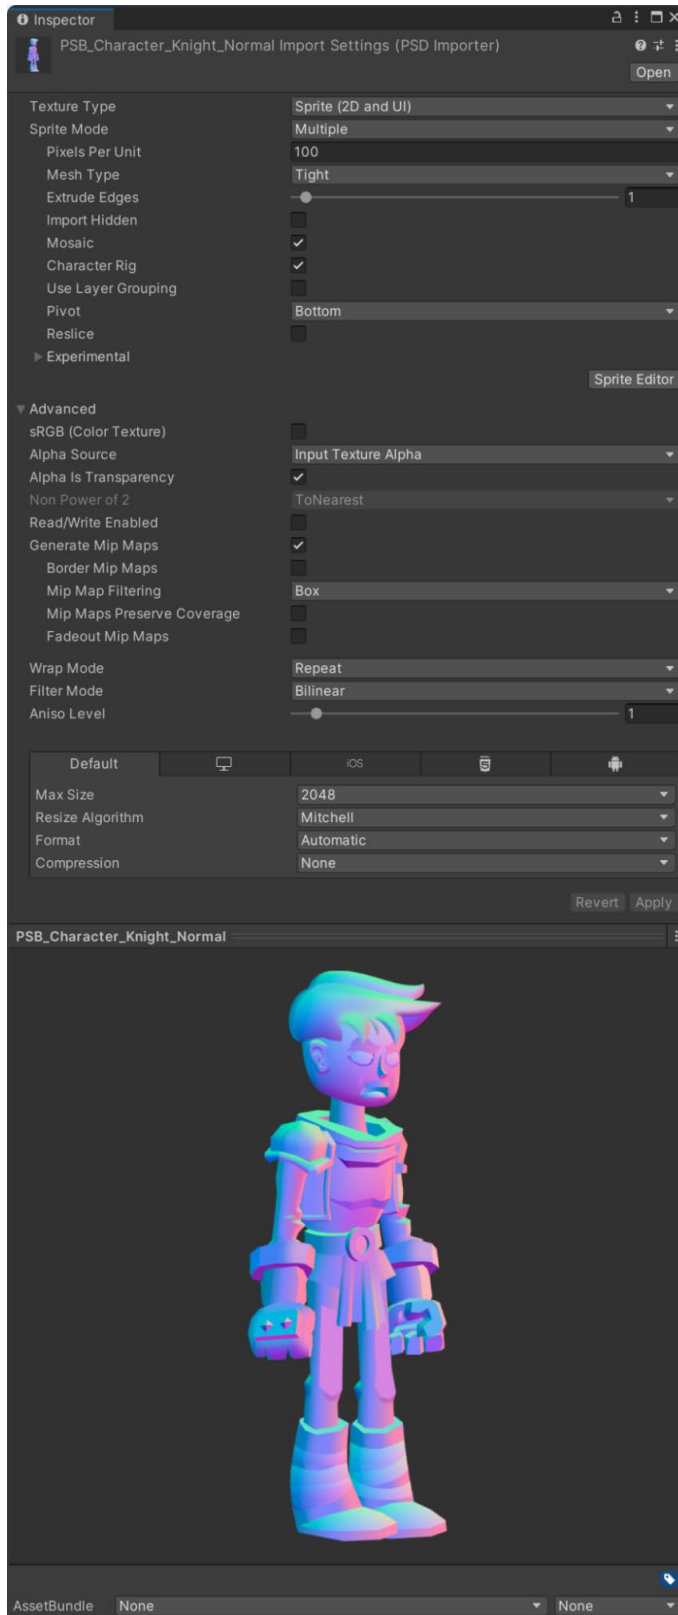 Inspector
PSB_Character_Knight_Normal Import Settings (PSD Importer)
Open
Texture Type Sprite (2D and UI)
Sprite Mode Multiple
Pixels Per Unit 100
Mesh Type Tight
Extrude Edges 1
Import Hidden
Mosaic
Character Rig
Use Layer Grouping
Pivot Bottom
Reslice
Experimental
Sprite Editor
Advanced
sRGB (Color Texture)
Alpha Source Input Texture Alpha
Alpha Is Transparency
Non Power of 2 ToNearest
Read/Write Enabled
Generate Mip Maps
Border Mip Maps
Mip Map Filtering Box
Mip Maps Preserve Coverage
Fadeout Mip Maps
Wrap Mode Repeat
Filter Mode Bilinear
Aniso Level 1
Default iOS
Max Size 2048
Resize Algorithm Mitchell
Format Automatic
Compression None
Revert Apply
PSB_Character_Knight_Normal
AssetBundle None None